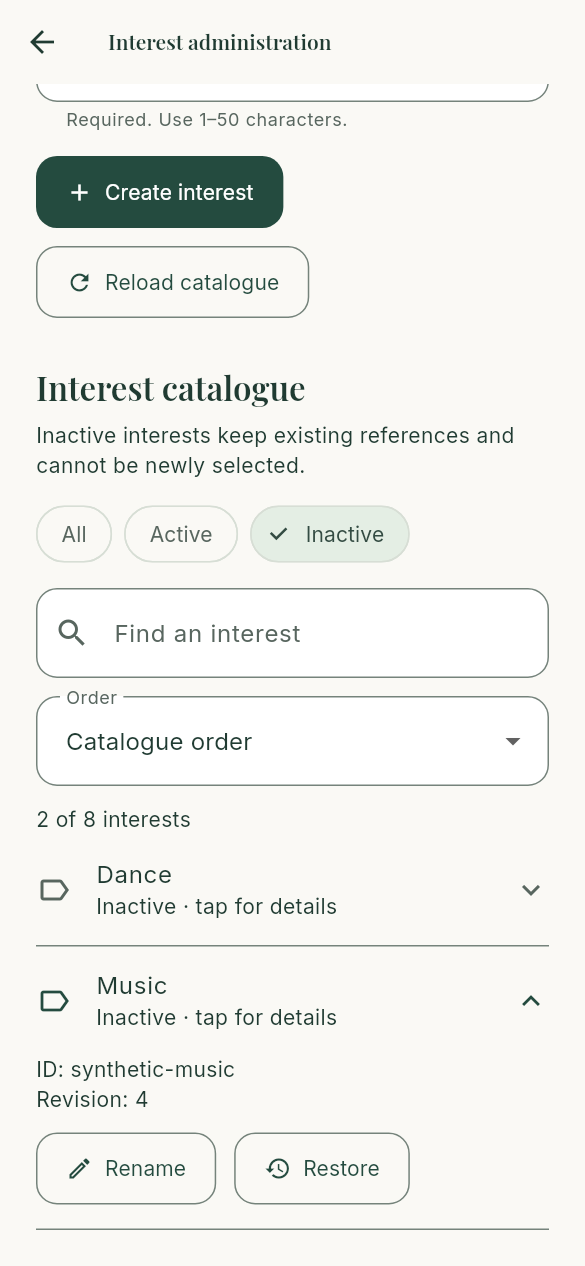 Interest administration
Required. Use 1–50 characters.
Create interest
Reload catalogue
Interest catalogue
Inactive interests keep existing references and
cannot be newly selected.
All
Active
Inactive
Find an interest
Order
Catalogue order
2 of 8 interests
Dance
Inactive · tap for details
Music
Inactive · tap for details
ID: synthetic-music
Revision: 4
Rename
Restore